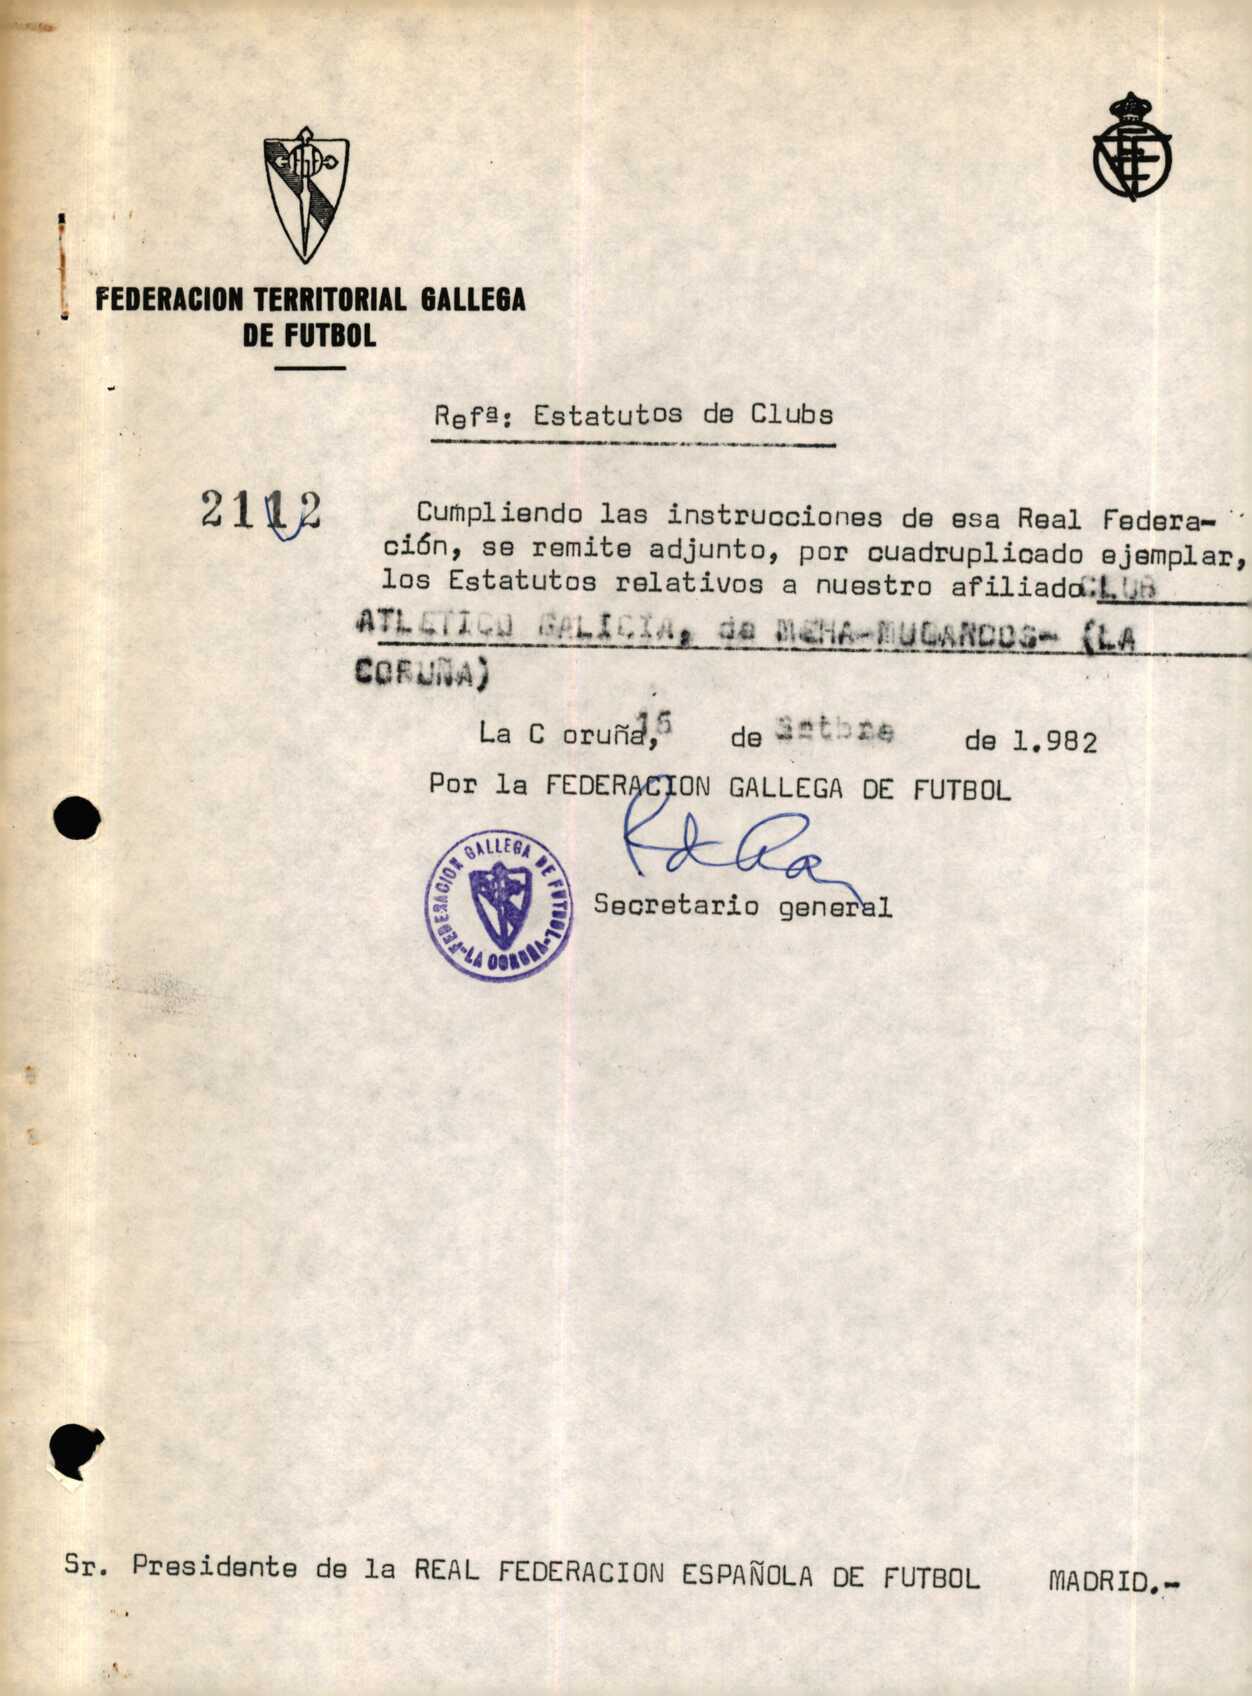 FEDERACION TERRITORIAL GALLEGA
DE FUTBOL
Refª: Estatutos de Clubs
2112
Cumpliendo las instrucciones de esa Real Federa-
ción, se remite adjunto, por cuadruplicado ejemplar,
los Estatutos relativos a nuestro afiliado CLUB
ATLETICO GALICIA, de MEHA-MUGARDOS- (LA
CORUÑA)
La C oruña, 15 de Setbre de 1.982
Por la FEDERACION GALLEGA DE FUTBOL
FEDERACION GALLEGA DE FUTBOL
-LA CORUÑA-
Secretario general
Sr. Presidente de la REAL FEDERACION ESPAÑOLA DE FUTBOL MADRID.-